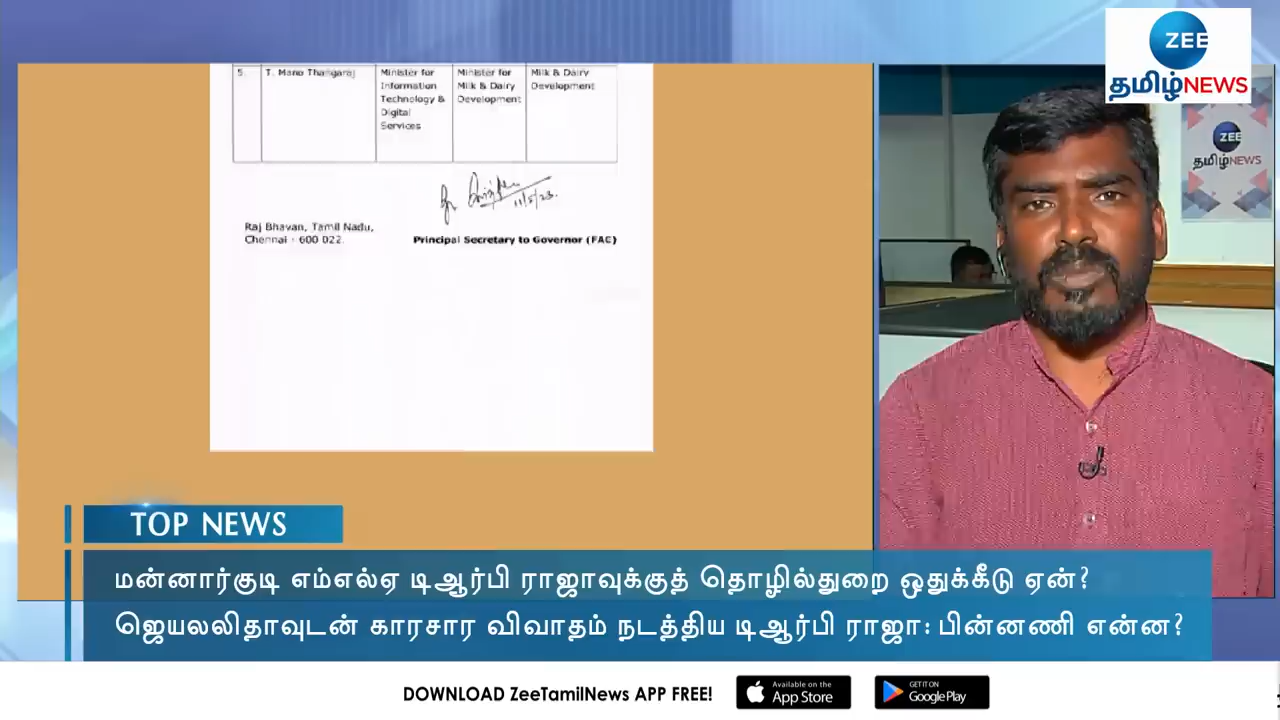 ZEE
தமிழ்NEWS
5. T. Mano Thangaraj Minister for Information Technology & Digital Services Minister for Milk & Dairy Development Milk & Dairy Development
11/5/23.
Raj Bhavan, Tamil Nadu,
Chennai - 600 022.
Principal Secretary to Governor (FAC)
ZEE
தமிழ்NEWS
TOP NEWS
மன்னார்குடி எம்எல்ஏ டிஆர்பி ராஜாவுக்குத் தொழில்துறை ஒதுக்கீடு ஏன்?
ஜெயலலிதாவுடன் காரசார விவாதம் நடத்திய டிஆர்பி ராஜா: பின்னணி என்ன?
DOWNLOAD ZeeTamilNews APP FREE!
Available on the
App Store
GET IT ON
Google Play